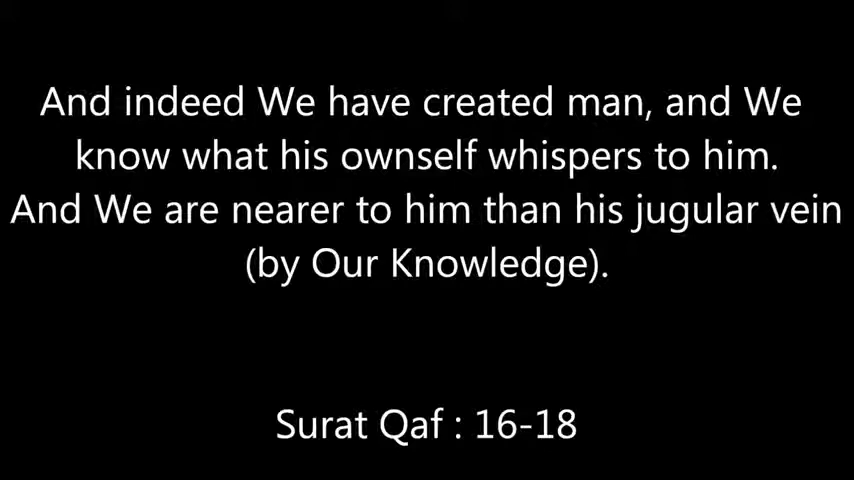 And indeed We have created man, and We
know what his ownself whispers to him.
And We are nearer to him than his jugular vein
(by Our Knowledge).
Surat Qaf : 16-18